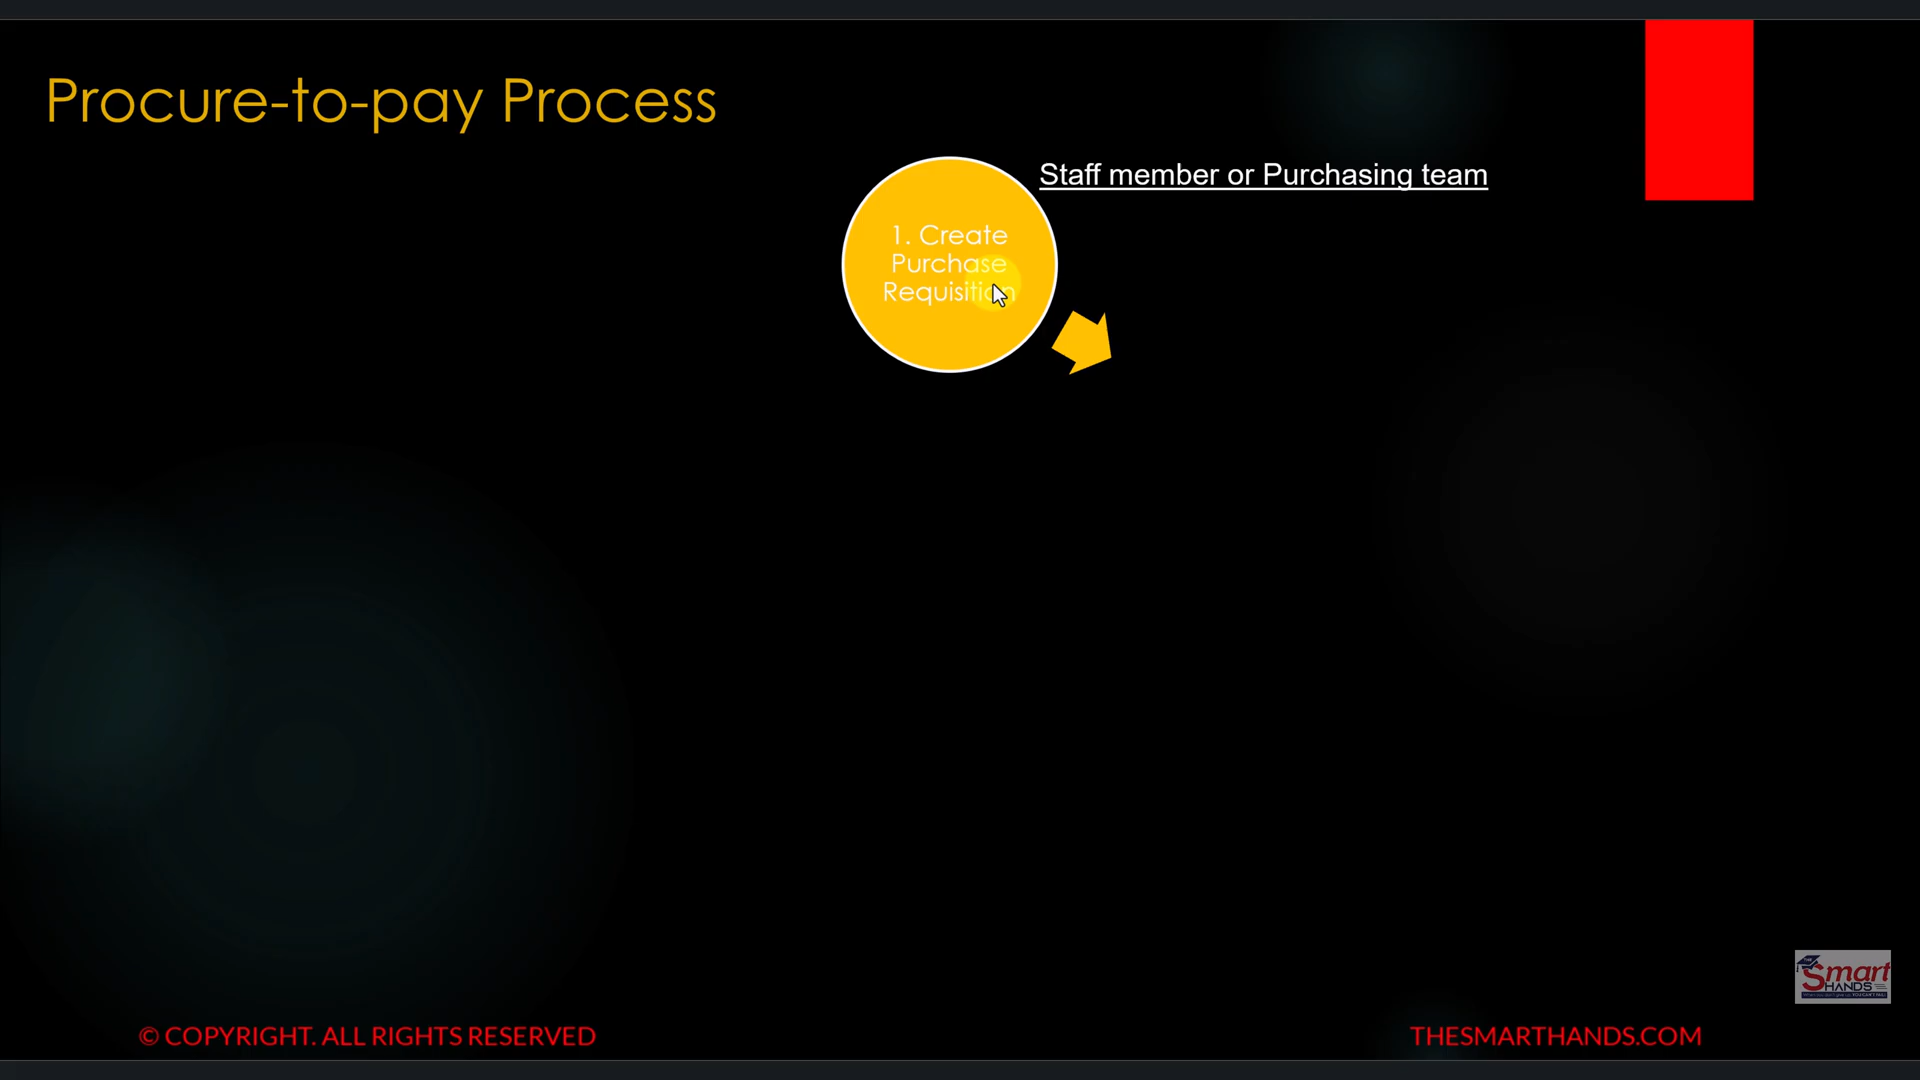 Procure-to-pay Process
Staff member or Purchasing team
1. Create
Purchase
Requisition
Smart
HANDS
© COPYRIGHT. ALL RIGHTS RESERVED
THESMARTHANDS.COM